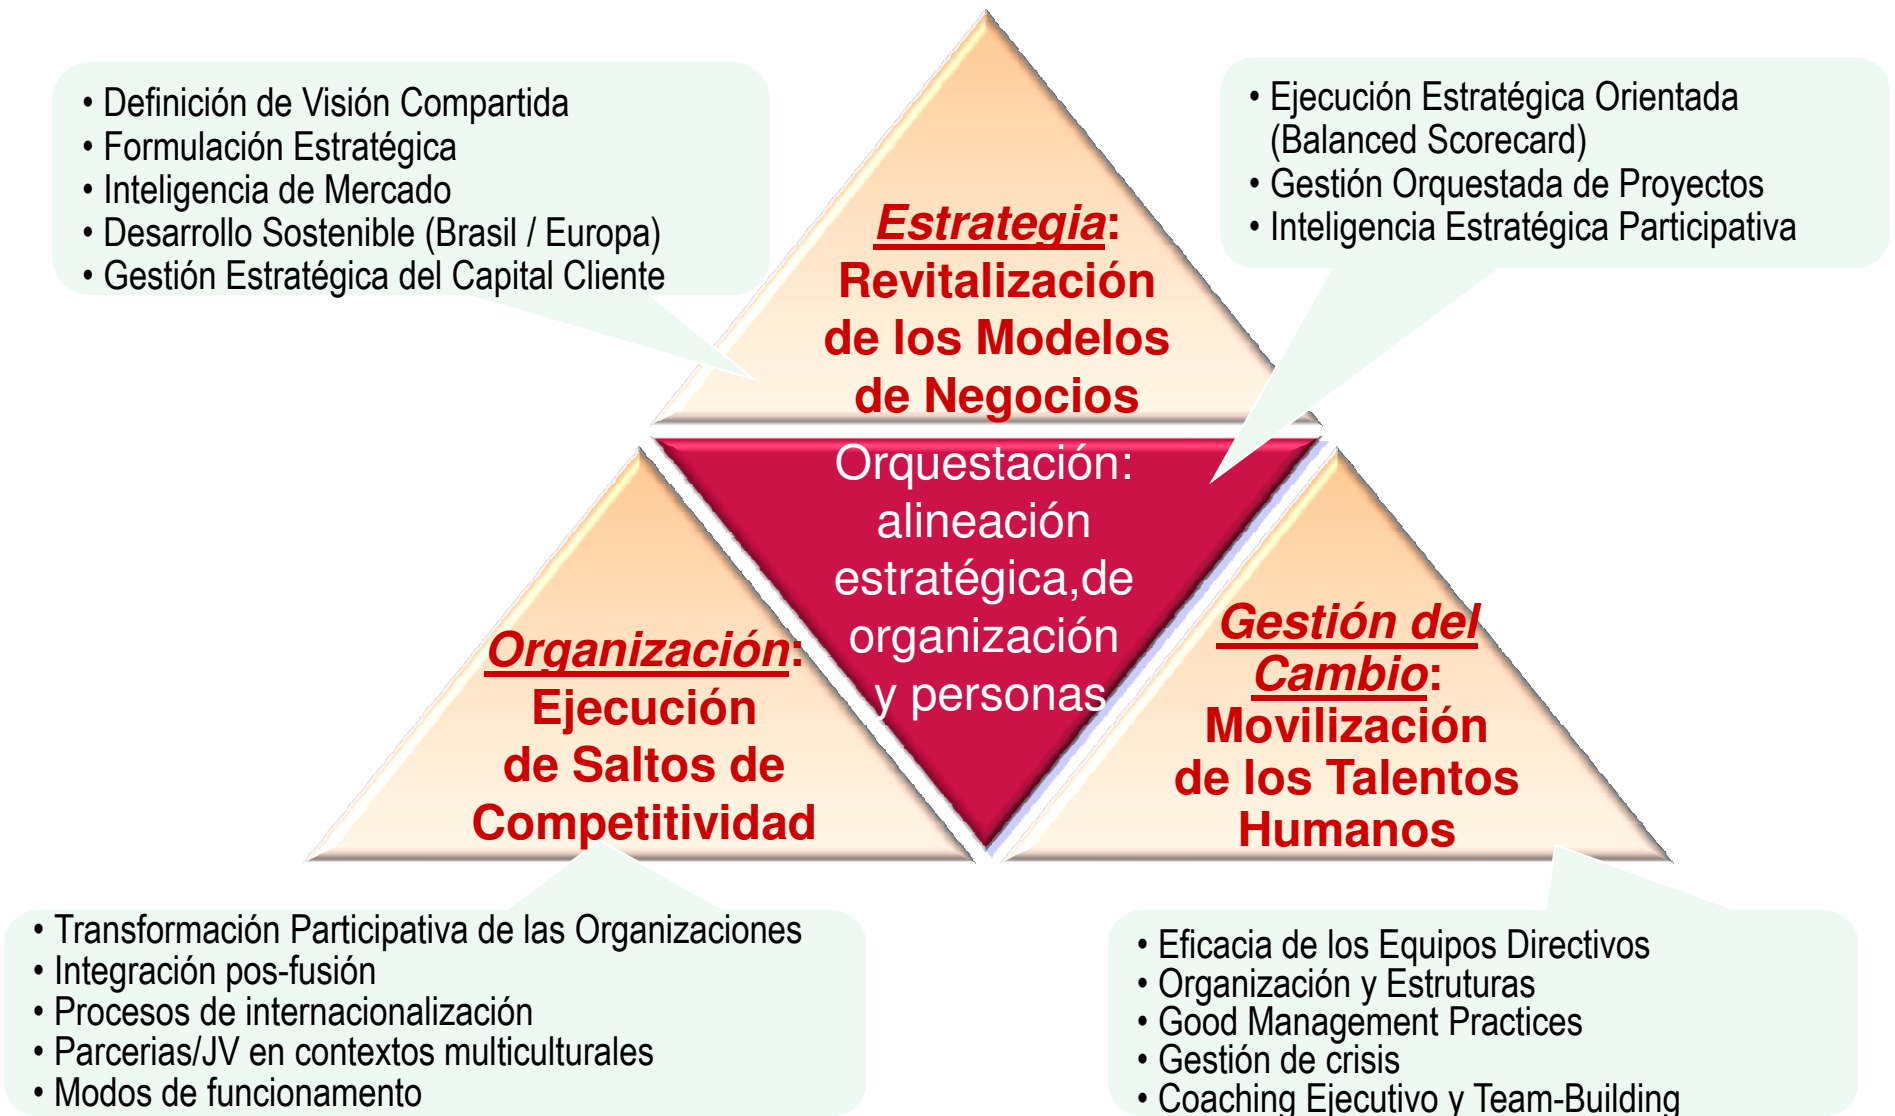 • Definición de Visión Compartida
• Formulación Estratégica
• Inteligencia de Mercado
• Desarrollo Sostenible (Brasil / Europa)
• Gestión Estratégica del Capital Cliente
• Ejecución Estratégica Orientada
(Balanced Scorecard)
• Gestión Orquestada de Proyectos
• Inteligencia Estratégica Participativa
Estrategia:
Revitalización
de los Modelos
de Negocios
Orquestación:
alineación
estratégica,de
organización
y personas
Organización:
Ejecución
de Saltos de
Competitividad
Gestión del
Cambio:
Movilización
de los Talentos
Humanos
• Transformación Participativa de las Organizaciones
• Integración pos-fusión
• Procesos de internacionalización
• Parcerias/JV en contextos multiculturales
• Modos de funcionamento
• Eficacia de los Equipos Directivos
• Organización y Estruturas
• Good Management Practices
• Gestión de crisis
• Coaching Ejecutivo y Team-Building